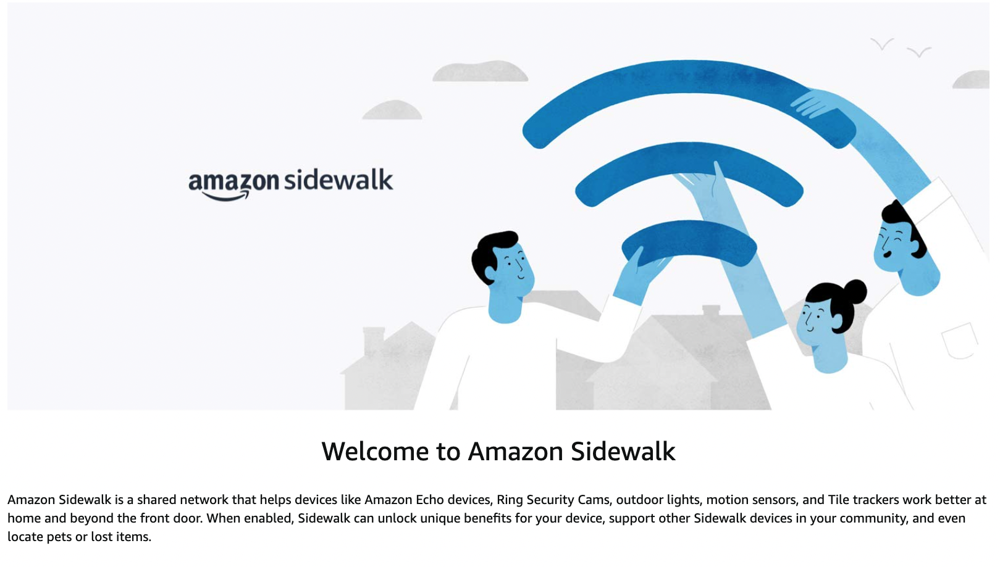 amazon sidewalk
Welcome to Amazon Sidewalk
Amazon Sidewalk is a shared network that helps devices like Amazon Echo devices, Ring Security Cams, outdoor lights, motion sensors, and Tile trackers work better at
home and beyond the front door. When enabled, Sidewalk can unlock unique benefits for your device, support other Sidewalk devices in your community, and even
locate pets or lost items.